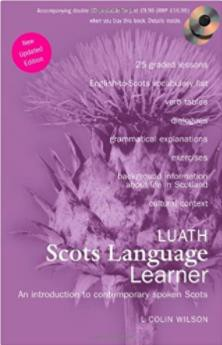 Accompanying double CD available for just £9.99 (RRP £16.99)
when you buy this book. Details inside.
New
Updated
Edition
25 graded lessons
English-to-Scots vocabulary list
verb tables
dialogues
grammatical explanations
exercises
background information
about life in Scotland
cultural context
LUATH
Scots Language
Learner
An introduction to contemporary spoken Scots
L COLIN WILSON